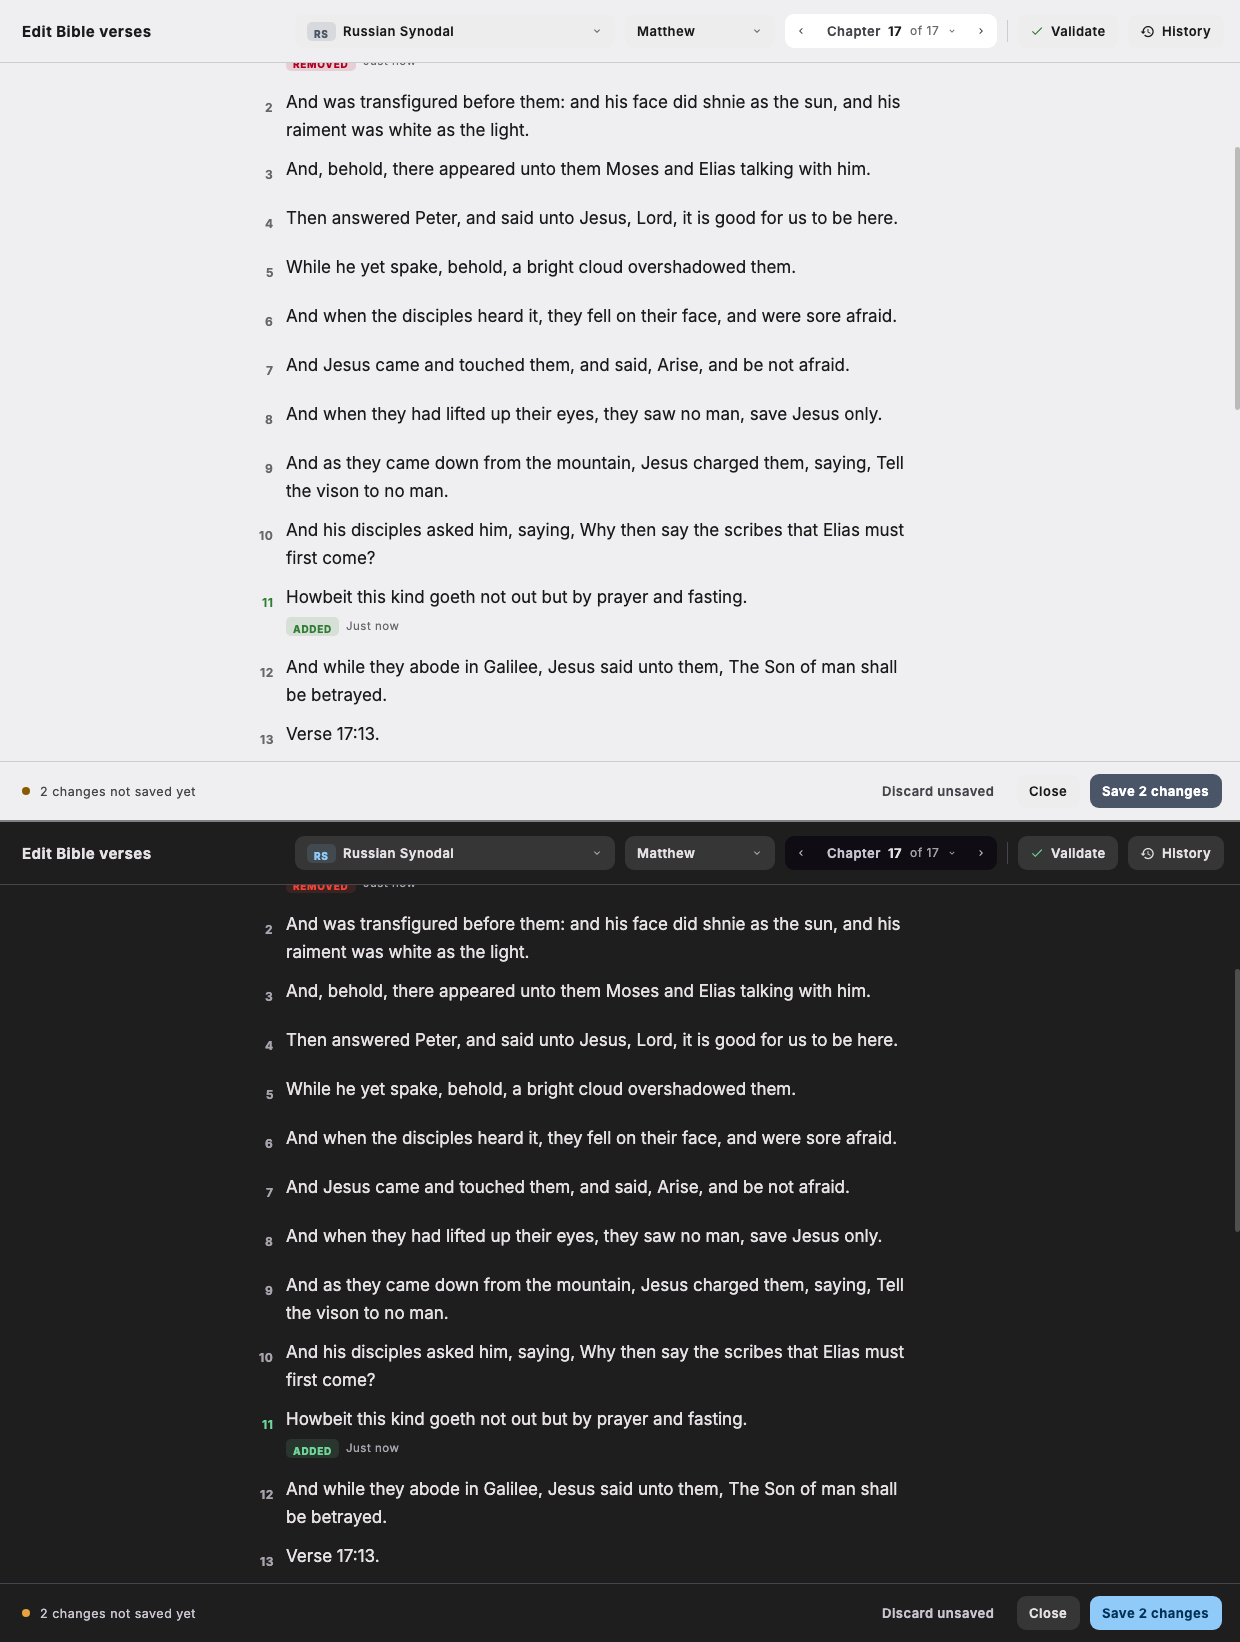 Edit Bible verses
RS Russian Synodal
Matthew
Chapter 17 of 17
Validate
History
REMOVED Just now
2 And was transfigured before them: and his face did shnie as the sun, and his
raiment was white as the light.
3 And, behold, there appeared unto them Moses and Elias talking with him.
4 Then answered Peter, and said unto Jesus, Lord, it is good for us to be here.
5 While he yet spake, behold, a bright cloud overshadowed them.
6 And when the disciples heard it, they fell on their face, and were sore afraid.
7 And Jesus came and touched them, and said, Arise, and be not afraid.
8 And when they had lifted up their eyes, they saw no man, save Jesus only.
9 And as they came down from the mountain, Jesus charged them, saying, Tell
the vison to no man.
10 And his disciples asked him, saying, Why then say the scribes that Elias must
first come?
11 Howbeit this kind goeth not out but by prayer and fasting.
ADDED Just now
12 And while they abode in Galilee, Jesus said unto them, The Son of man shall
be betrayed.
13 Verse 17:13.
2 changes not saved yet
Discard unsaved
Close
Save 2 changes
Edit Bible verses
RS Russian Synodal
Matthew
Chapter 17 of 17
Validate
History
REMOVED Just now
2 And was transfigured before them: and his face did shnie as the sun, and his
raiment was white as the light.
3 And, behold, there appeared unto them Moses and Elias talking with him.
4 Then answered Peter, and said unto Jesus, Lord, it is good for us to be here.
5 While he yet spake, behold, a bright cloud overshadowed them.
6 And when the disciples heard it, they fell on their face, and were sore afraid.
7 And Jesus came and touched them, and said, Arise, and be not afraid.
8 And when they had lifted up their eyes, they saw no man, save Jesus only.
9 And as they came down from the mountain, Jesus charged them, saying, Tell
the vison to no man.
10 And his disciples asked him, saying, Why then say the scribes that Elias must
first come?
11 Howbeit this kind goeth not out but by prayer and fasting.
ADDED Just now
12 And while they abode in Galilee, Jesus said unto them, The Son of man shall
be betrayed.
13 Verse 17:13.
2 changes not saved yet
Discard unsaved
Close
Save 2 changes